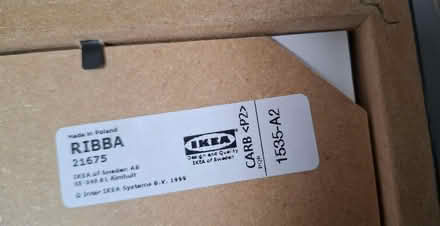 Made in Poland
RIBBA
21675
IKEA of Sweden AB
SE-343 81 Älmhult
© Inter IKEA Systems B.V. 1999
IKEA
Design and Quality
IKEA of Sweden
CARB <P2>
1535-A2